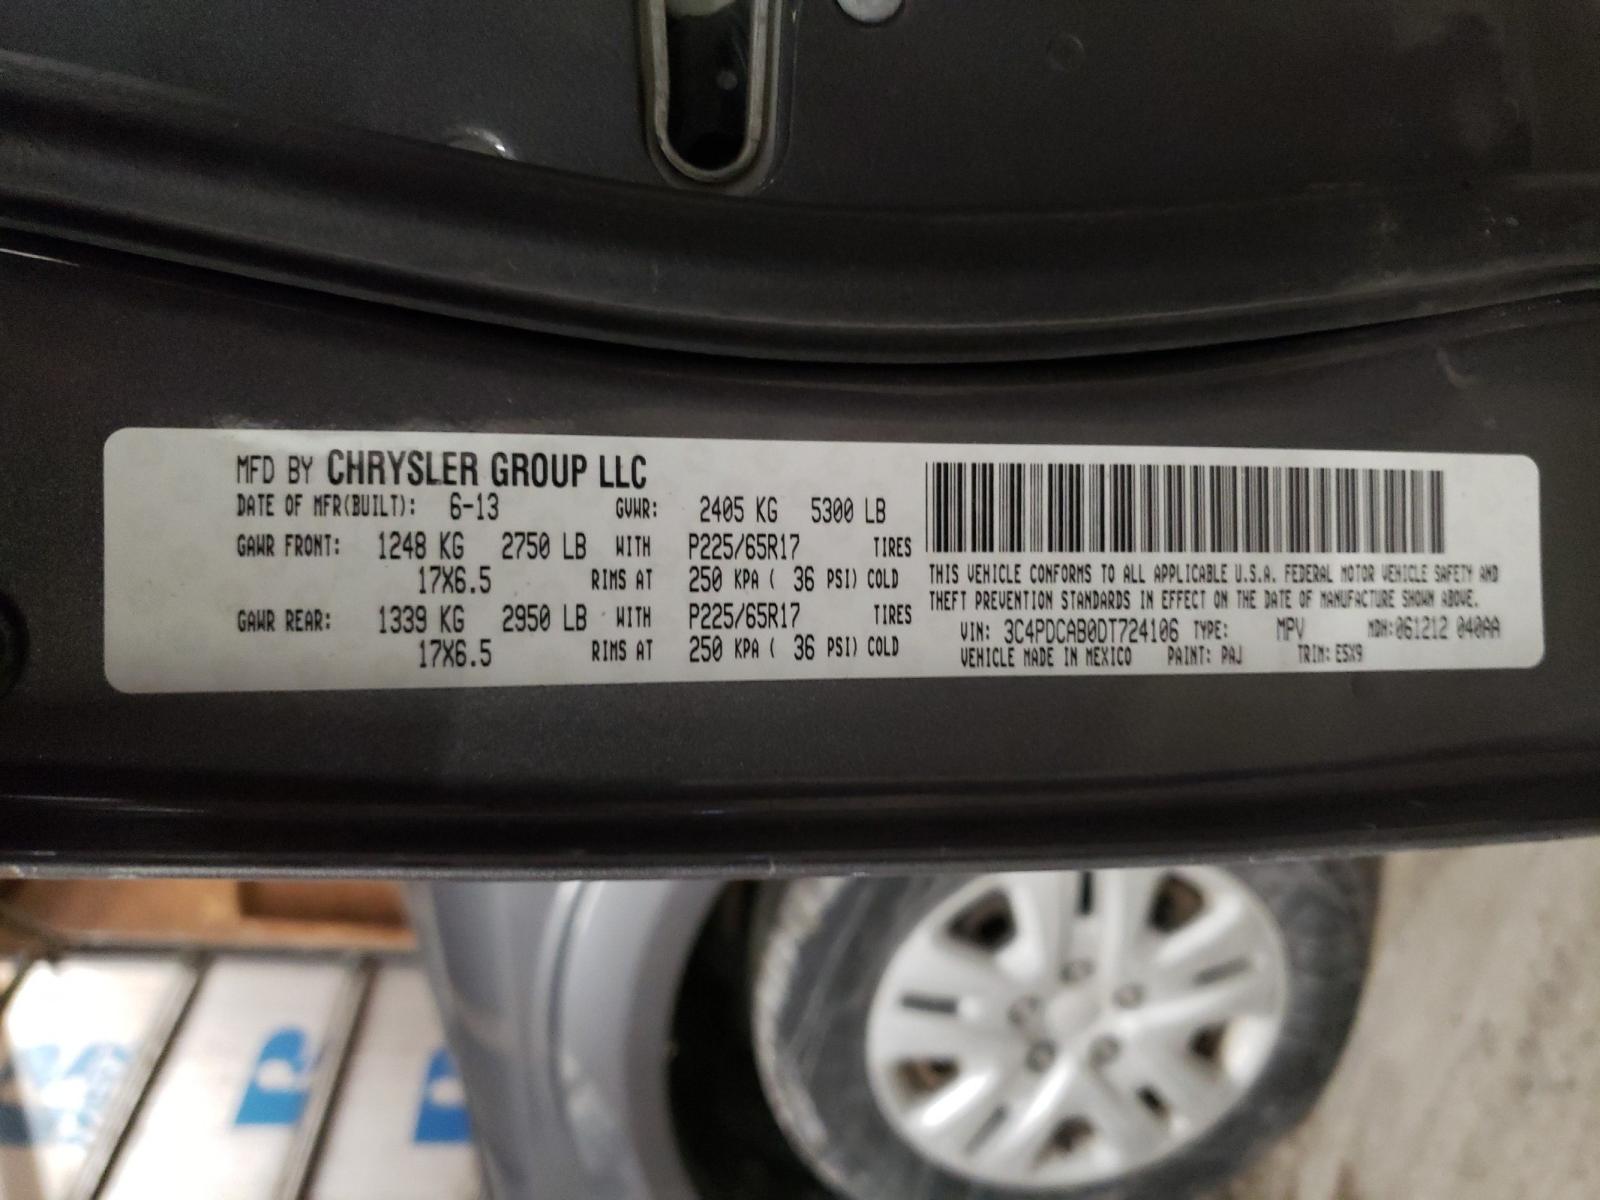 MFD BY CHRYSLER GROUP LLC
DATE OF MFR(BUILT): 6-13 GVWR: 2405 KG 5300 LB
GAWR FRONT: 1248 KG 2750 LB WITH P225/65R17 TIRES
17X6.5 RIMS AT 250 KPA ( 36 PSI) COLD
GAWR REAR: 1339 KG 2950 LB WITH P225/65R17 TIRES
17X6.5 RIMS AT 250 KPA ( 36 PSI) COLD
THIS VEHICLE CONFORMS TO ALL APPLICABLE U.S.A. FEDERAL MOTOR VEHICLE SAFETY AND
THEFT PREVENTION STANDARDS IN EFFECT ON THE DATE OF MANUFACTURE SHOWN ABOVE.
VIN: 3C4PDCAB0DT724106 TYPE: MPV MDH:061212 040AA
VEHICLE MADE IN MEXICO PAINT: PAJ TRIM: E5X9